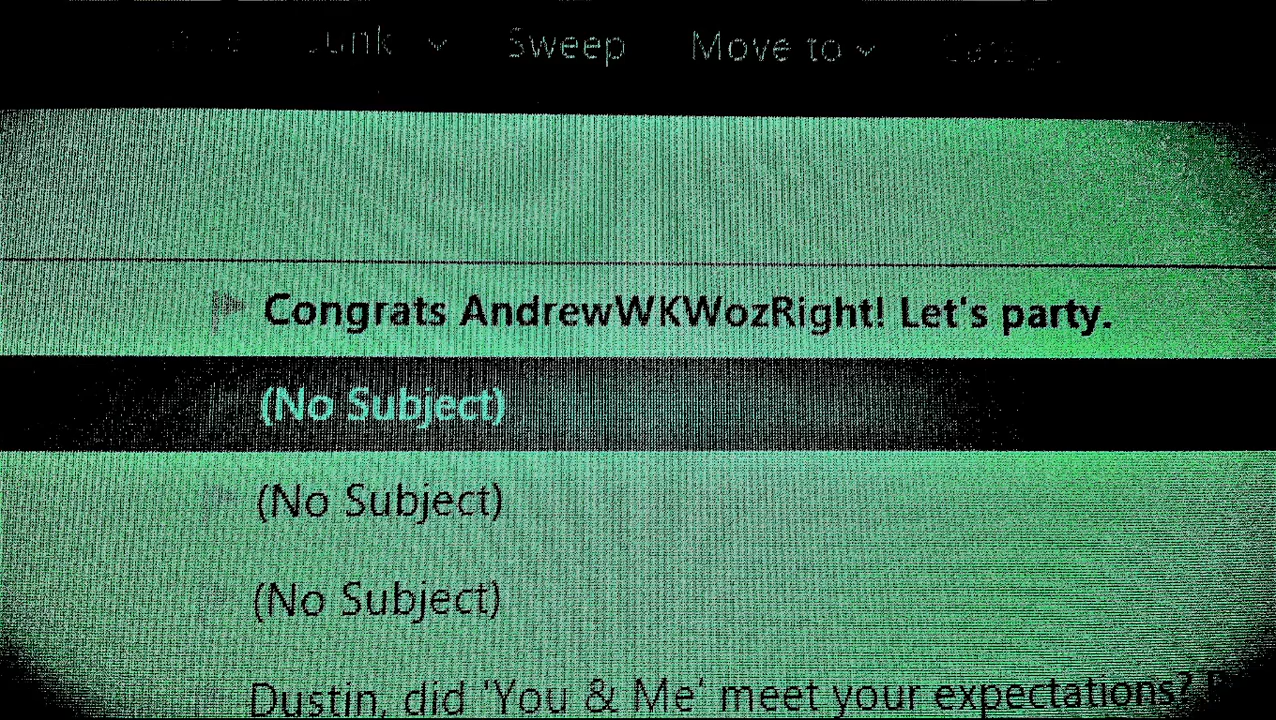 Junk Sweep Move to
Congrats AndrewWKWozRight! Let's party.
(No Subject)
(No Subject)
(No Subject)
Dustin, did 'You & Me' meet your expectations?